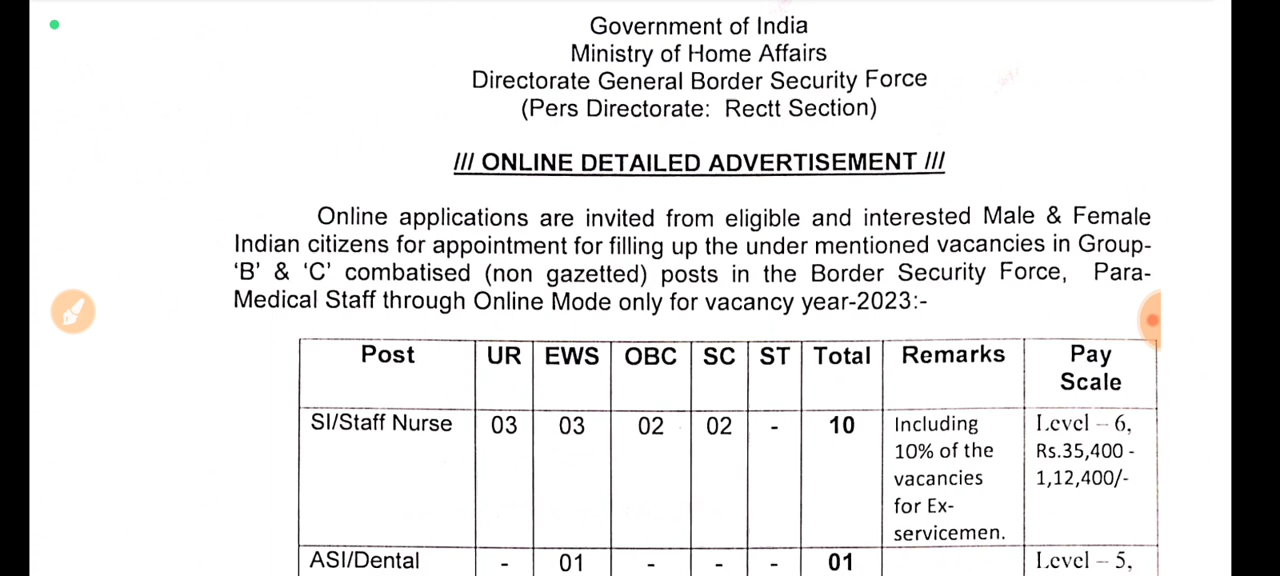 Government of India
Ministry of Home Affairs
Directorate General Border Security Force
(Pers Directorate: Rectt Section)
/// ONLINE DETAILED ADVERTISEMENT ///
Online applications are invited from eligible and interested Male & Female
Indian citizens for appointment for filling up the under mentioned vacancies in Group-
'B' & 'C' combatised (non gazetted) posts in the Border Security Force, Para-
Medical Staff through Online Mode only for vacancy year-2023:-
Post UR EWS OBC SC ST Total Remarks Pay
Scale
SI/Staff Nurse 03 03 02 02 - 10 Including Level – 6,
10% of the Rs.35,400 -
vacancies 1,12,400/-
for Ex-
servicemen.
ASI/Dental - 01 - - - 01 Level – 5,